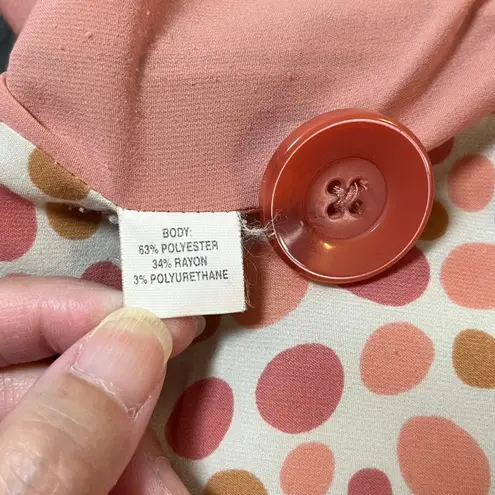 BODY:
63% POLYESTER
34% RAYON
3% POLYURETHANE